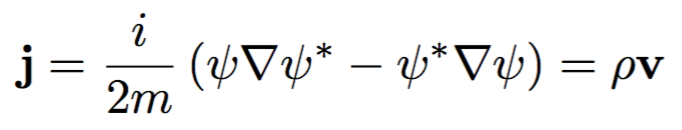 j = i/2m (ψ∇ψ* − ψ*∇ψ) = ρv